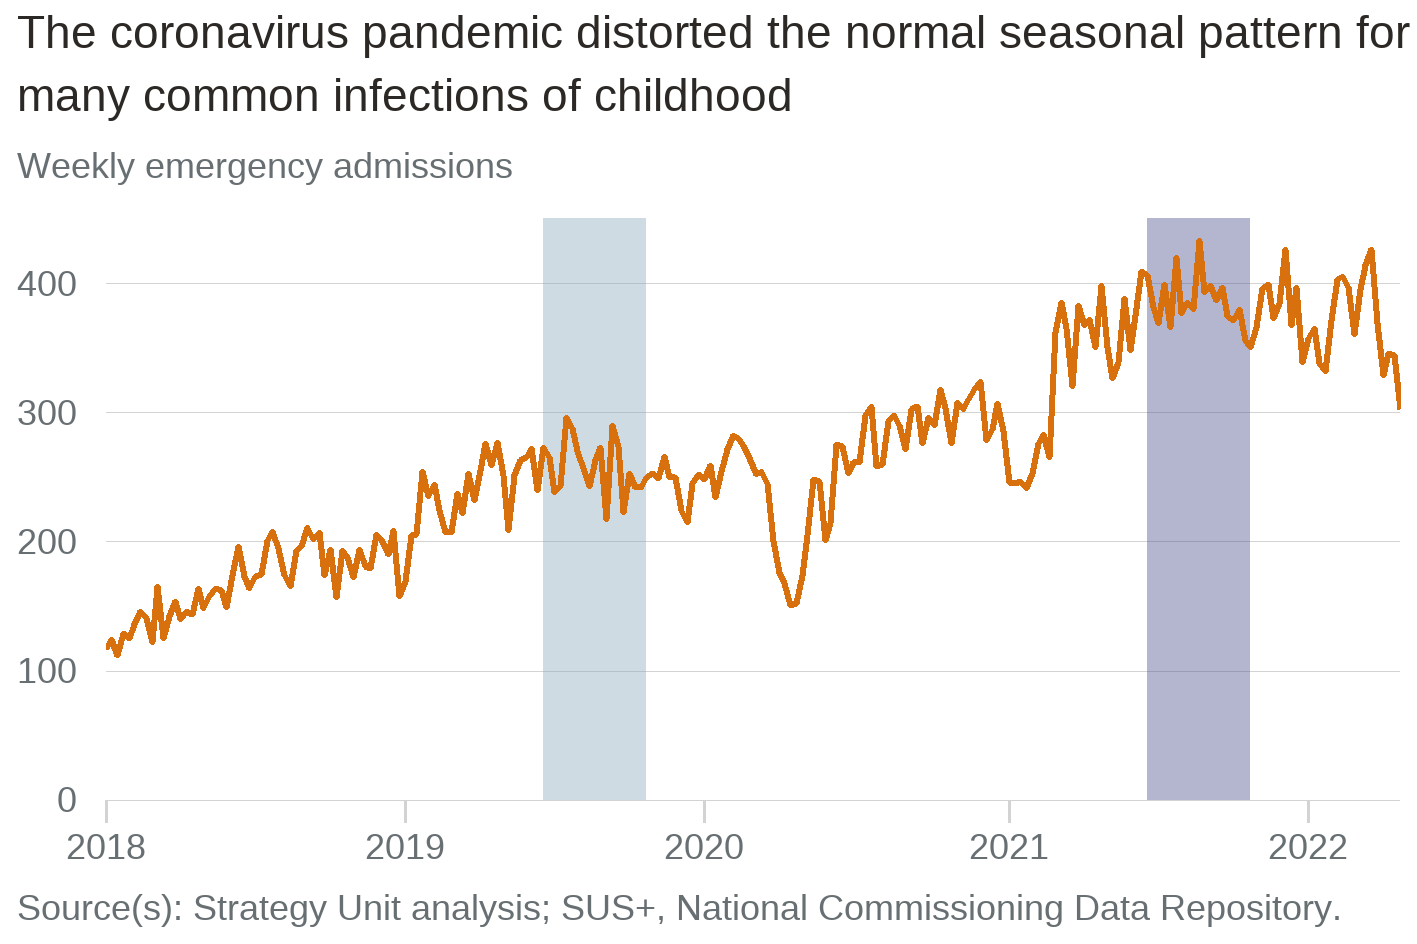 The coronavirus pandemic distorted the normal seasonal pattern for
many common infections of childhood
Weekly emergency admissions
400
300
200
100
0
2018 2019 2020 2021 2022
Source(s): Strategy Unit analysis; SUS+, National Commissioning Data Repository.